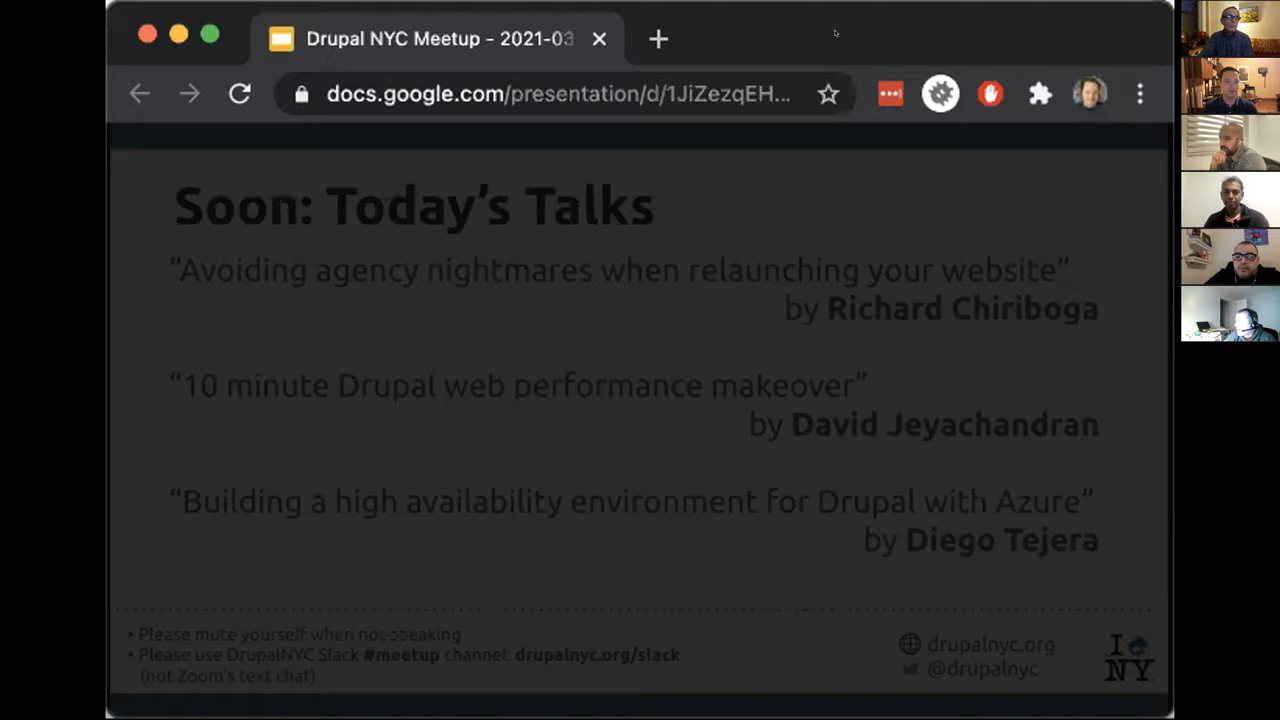 Drupal NYC Meetup - 2021-03
docs.google.com/presentation/d/1JiZezqEH...
Soon: Today's Talks
“Avoiding agency nightmares when relaunching your website”
by Richard Chiriboga
“10 minute Drupal web performance makeover”
by David Jeyachandran
“Building a high availability environment for Drupal with Azure”
by Diego Tejera
• Please mute yourself when not speaking
• Please use DrupalNYC Slack #meetup channel: drupalnyc.org/slack
(not Zoom's text chat)
drupalnyc.org
@drupalnyc
I
NY